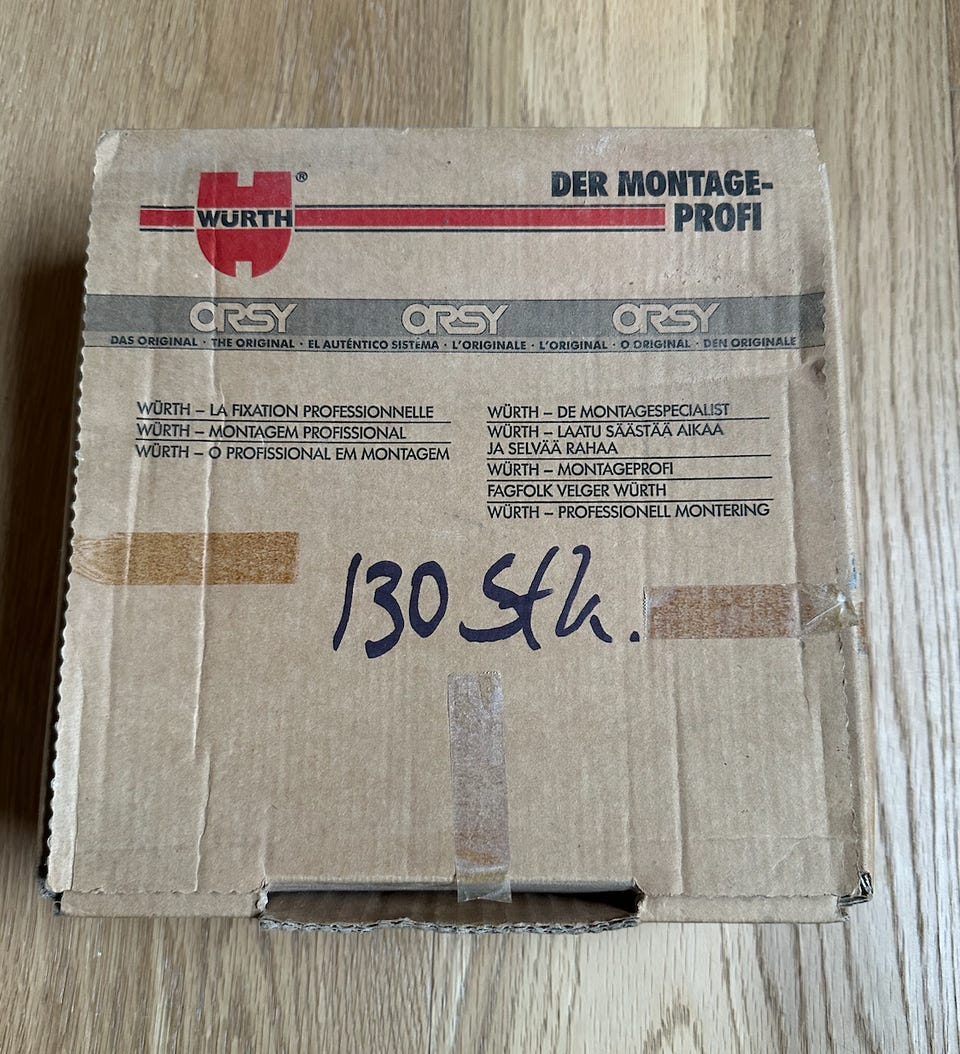 WÜRTH®
DER MONTAGE-
PROFI
ORSY ORSY ORSY
DAS ORIGINAL · THE ORIGINAL · EL AUTÉNTICO SISTEMA · L'ORIGINALE · L'ORIGINAL · O ORIGINAL · DEN ORIGINALE
WÜRTH – LA FIXATION PROFESSIONNELLE
WÜRTH – MONTAGEM PROFISSIONAL
WÜRTH – O PROFISSIONAL EM MONTAGEM
WÜRTH – DE MONTAGESPECIALIST
WÜRTH – LAATU SÄÄSTÄÄ AIKAA
JA SELVÄÄ RAHAA
WÜRTH – MONTAGEPROFI
FAGFOLK VELGER WÜRTH
WÜRTH – PROFESSIONELL MONTERING
130 Stk.